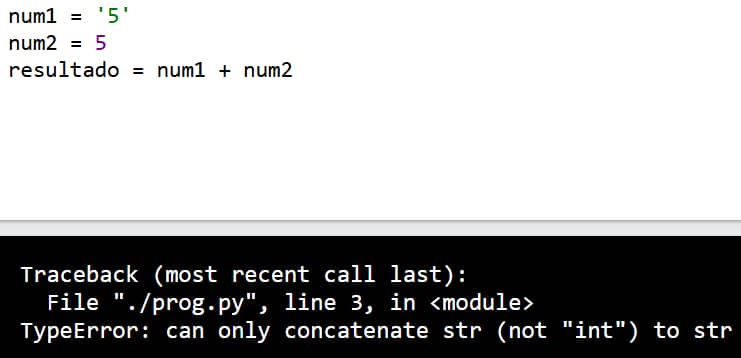 num1 = '5'
num2 = 5
resultado = num1 + num2
Traceback (most recent call last):
File "./prog.py", line 3, in <module>
TypeError: can only concatenate str (not "int") to str